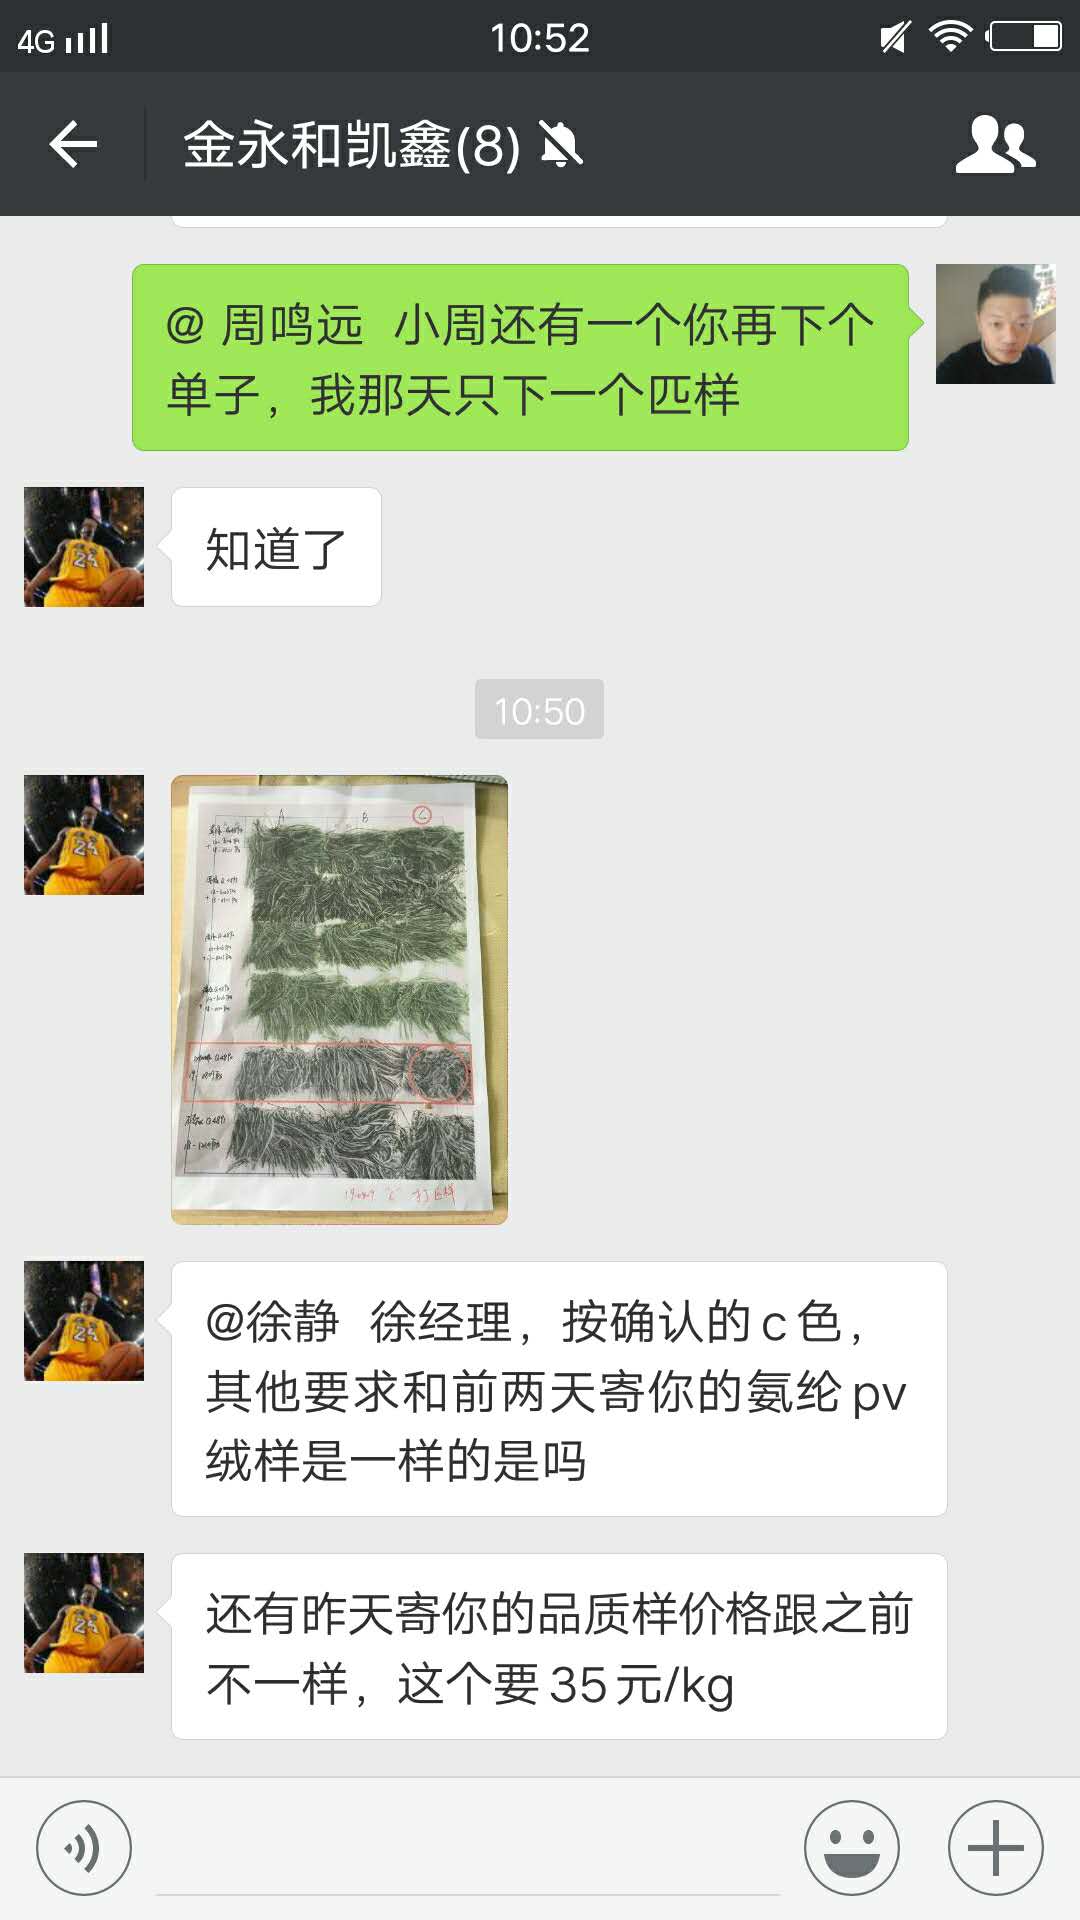 4G 10:52
金永和凯鑫(8)
@ 周鸣远 小周还有一个你再下个
单子，我那天只下一个匹样
知道了
10:50
A B C
打匹样
@徐静 徐经理，按确认的c色，
其他要求和前两天寄你的氨纶pv
绒样是一样的是吗
还有昨天寄你的品质样价格跟之前
不一样，这个要35元/kg